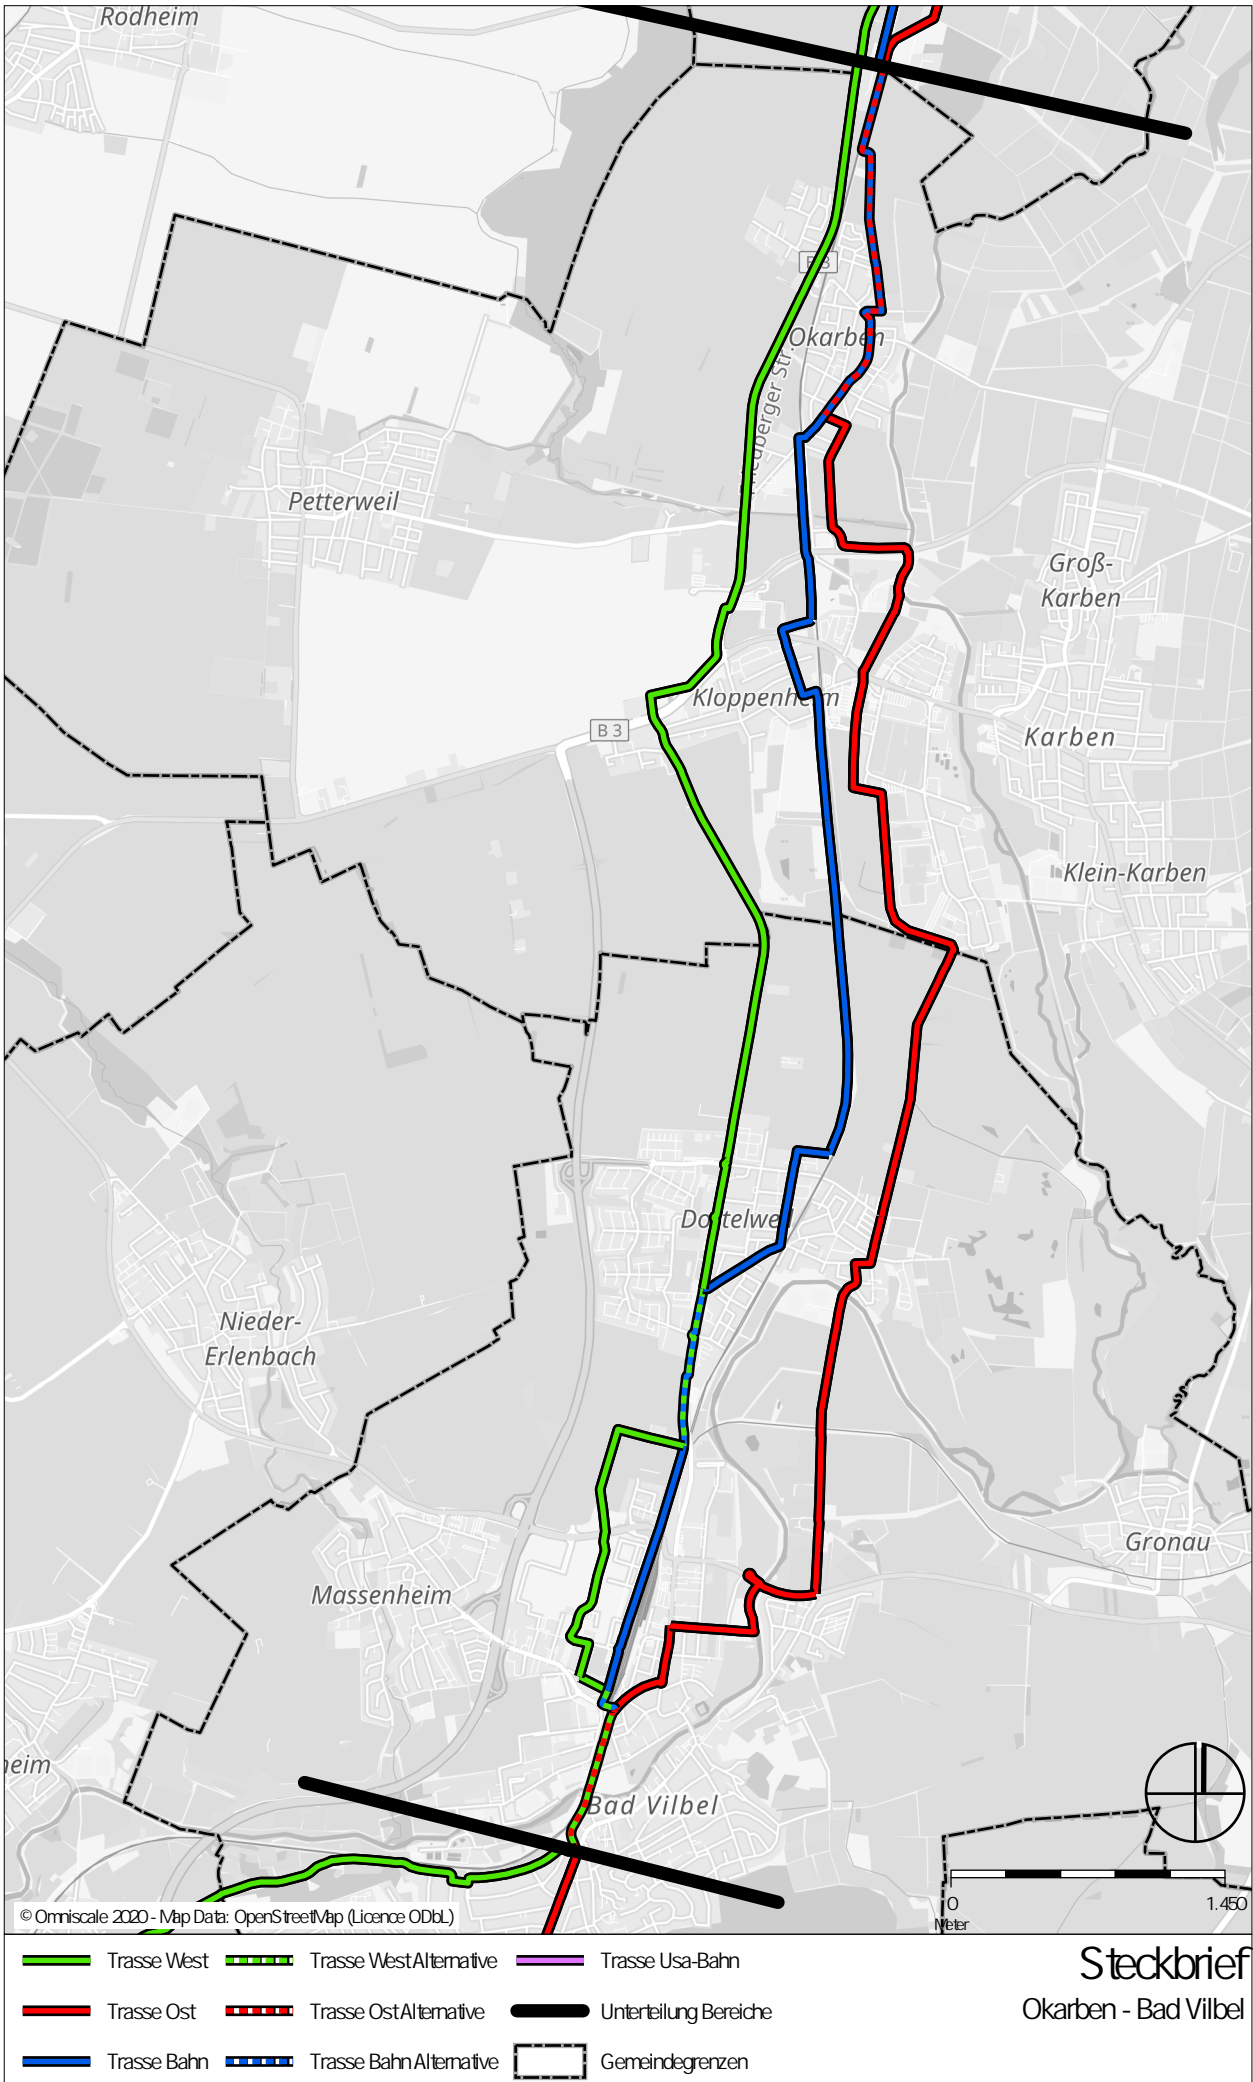 Rodheim
B 3
Okarben
Friedberger Str.
Petterweil
Groß-
Karben
Kloppenheim
B 3
Karben
Klein-Karben
Dortelweil
Nieder-
Erlenbach
Gronau
Massenheim
heim
Bad Vilbel
0
1.450
Meter
© Omniscale 2020 - Map Data: OpenStreetMap (Licence ODbL)
Trasse West
Trasse West Alternative
Trasse Usa-Bahn
Trasse Ost
Trasse Ost Alternative
Unterteilung Bereiche
Trasse Bahn
Trasse Bahn Alternative
Gemeindegrenzen
Steckbrief
Okarben - Bad Vilbel